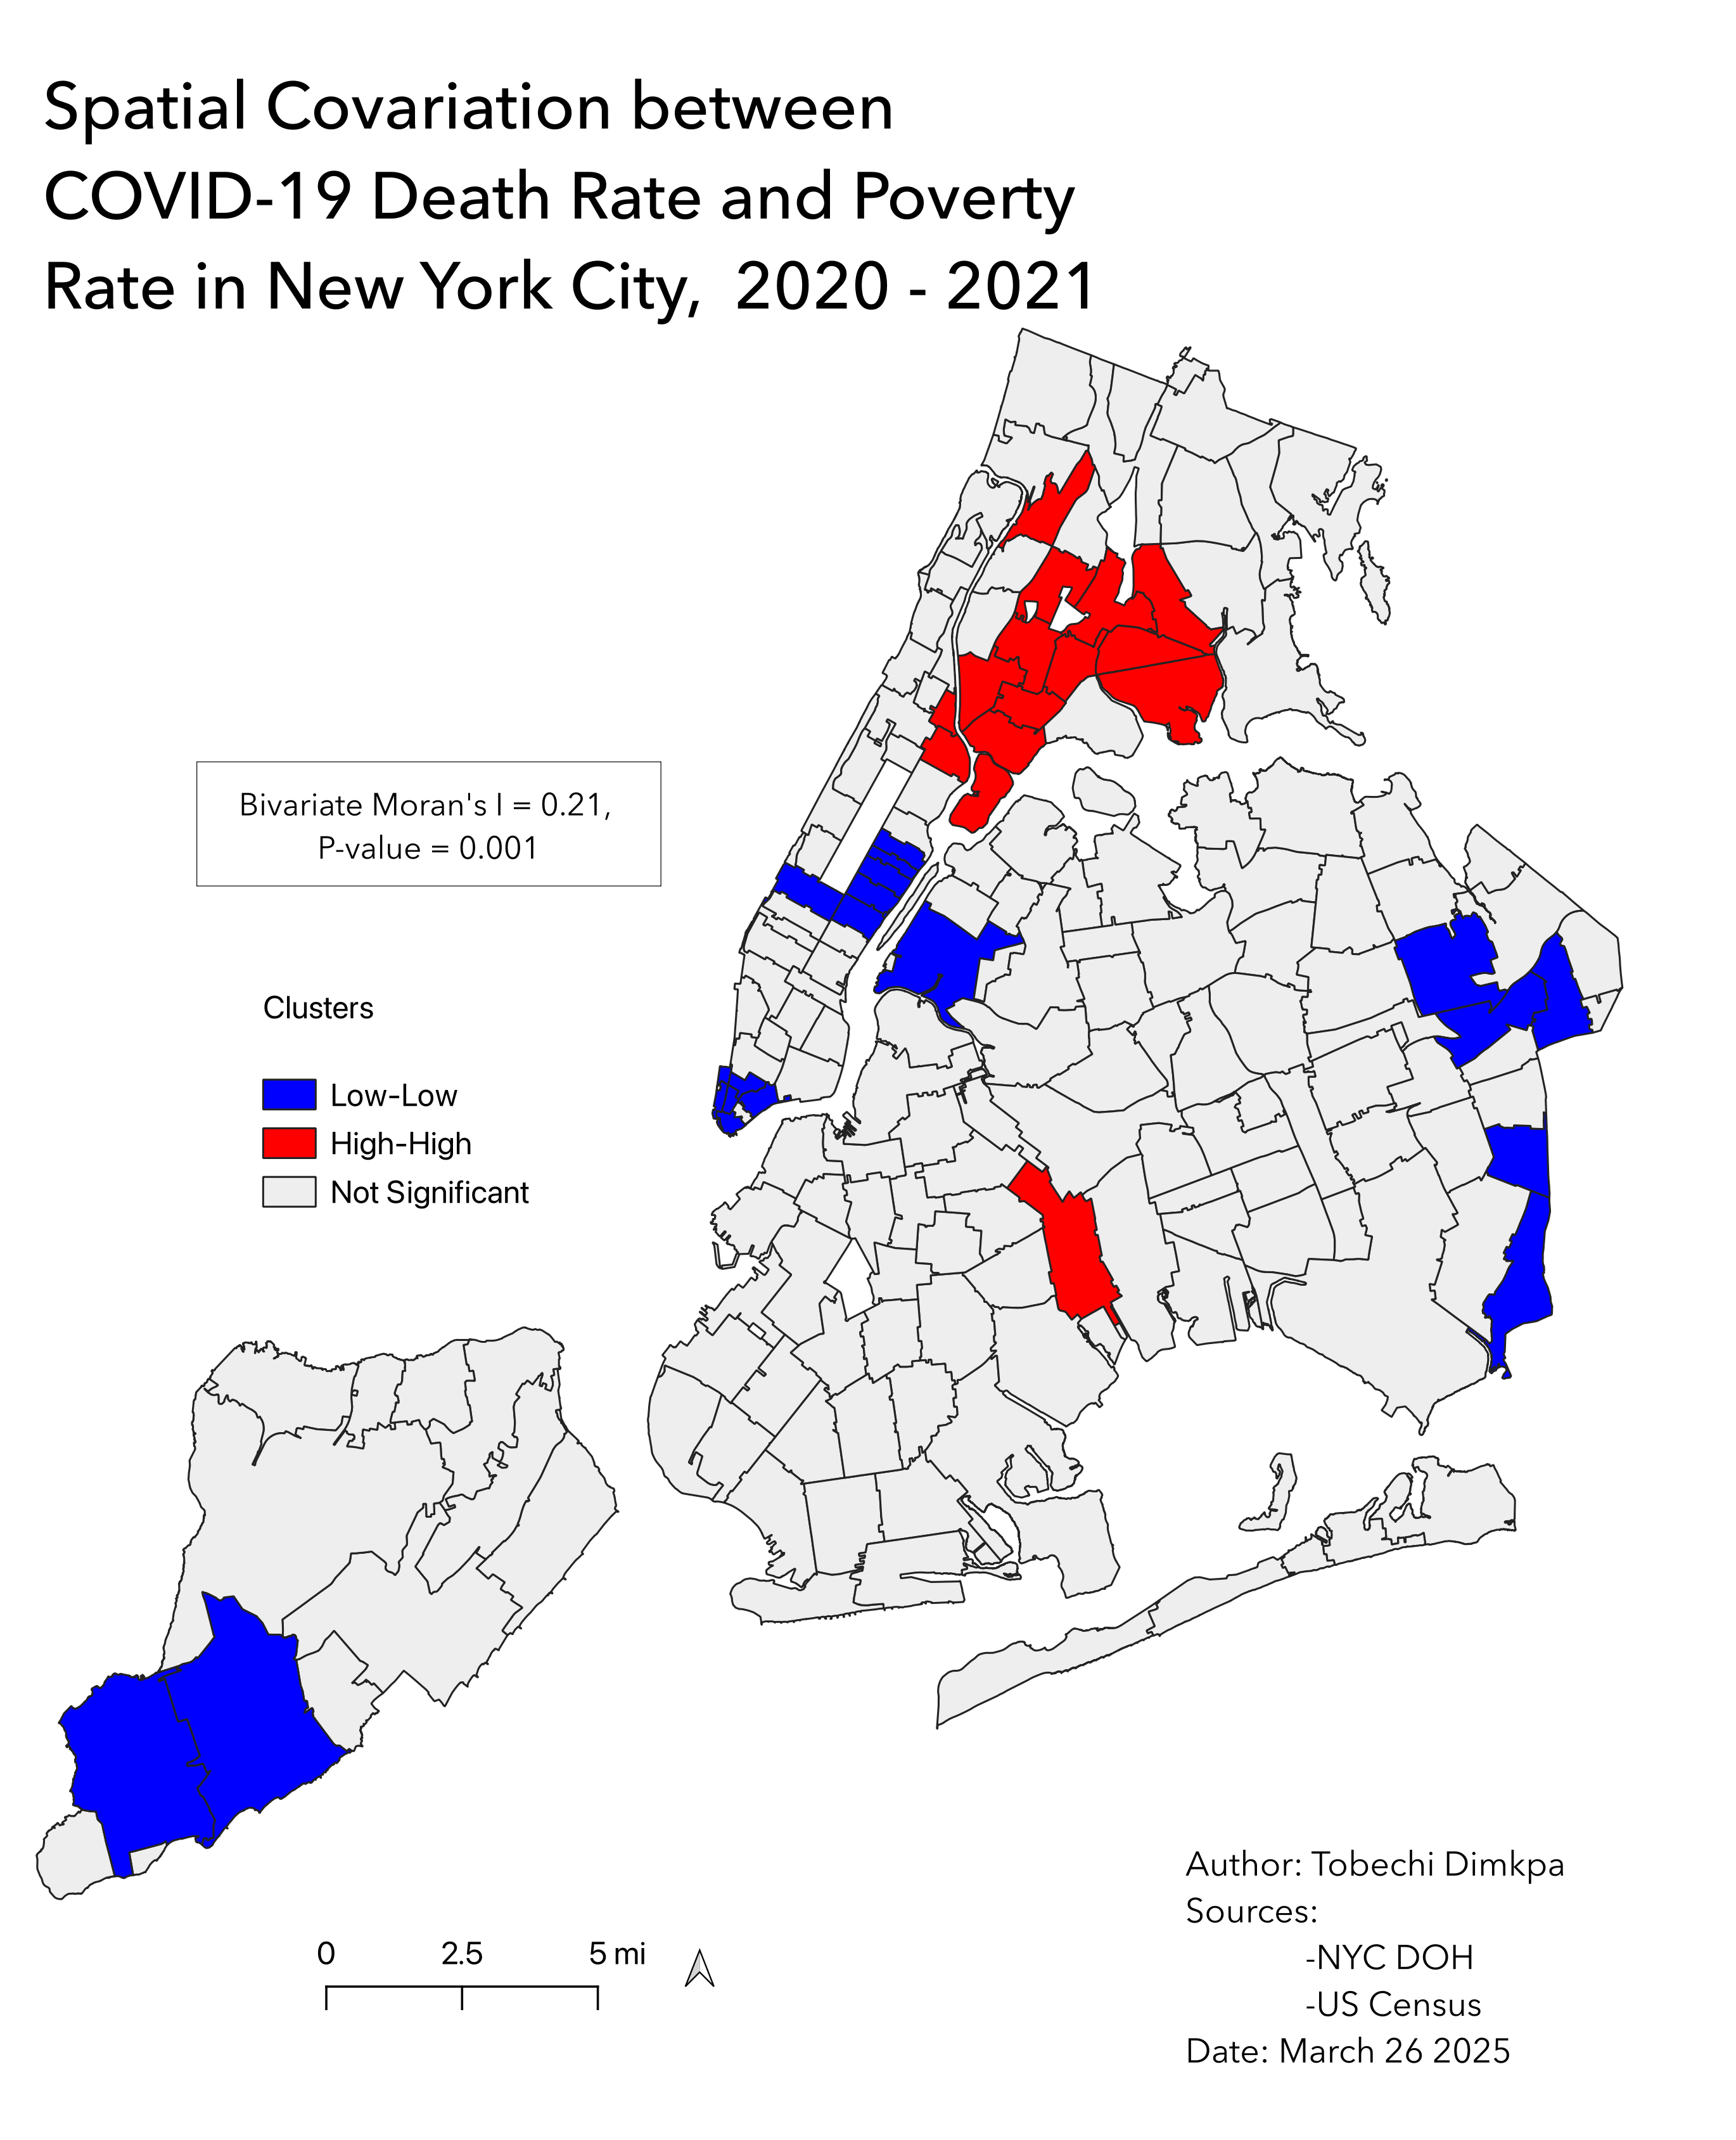 Spatial Covariation between
COVID-19 Death Rate and Poverty
Rate in New York City, 2020 - 2021
Bivariate Moran's I = 0.21,
P-value = 0.001
Clusters
Low-Low
High-High
Not Significant
0 2.5 5 mi
Author: Tobechi Dimkpa
Sources:
-NYC DOH
-US Census
Date: March 26 2025